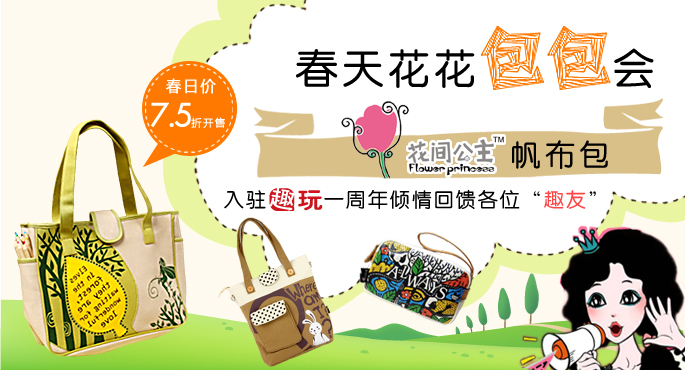 春天花花包包会
春日价
7.5折开售
花间公主™
Flower princess
帆布包
入驻趣玩一周年倾情回馈各位“趣友”
ALWAYS
Where